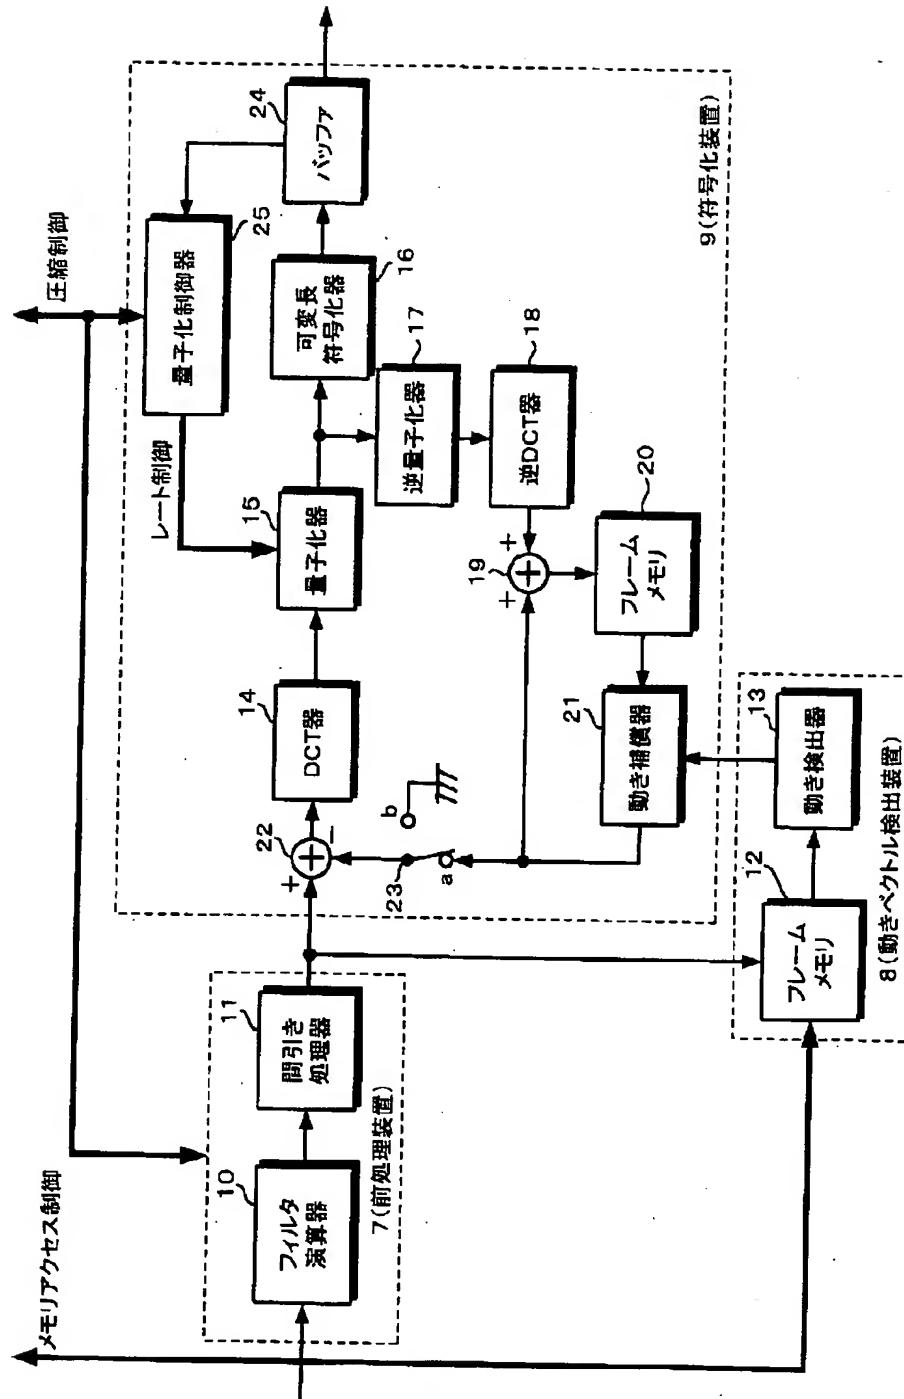 メモリアクセス制御
圧縮制御
10
フィルタ
演算器
11
間引き
処理器
7(前処理装置)
22
+
−
23
a
b
14
DCT器
レート制御
15
量子化器
量子化制御器
25
可変長
符号化器
16
バッファ
24
逆量子化器
17
逆DCT器
18
19
+
+
フレーム
メモリ
20
21
動き補償器
9(符号化装置)
12
フレーム
メモリ
13
動き検出器
8(動きベクトル検出装置)